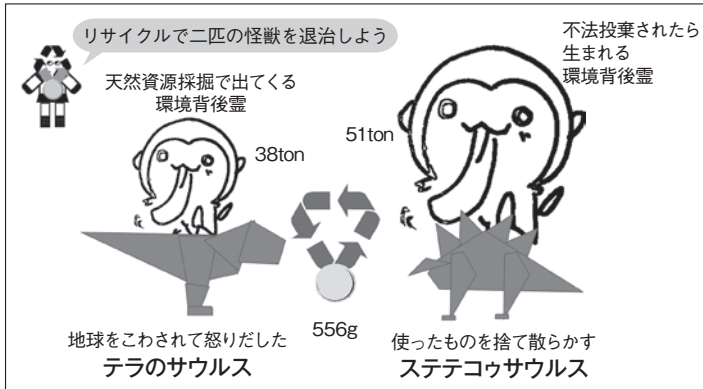 リサイクルで二匹の怪獣を退治しよう
天然資源採掘で出てくる
環境背後霊
38ton
不法投棄されたら
生まれる
環境背後霊
51ton
556g
地球をこわされて怒りだした
テラのサウルス
使ったものを捨て散らかす
ステテコゥサウルス